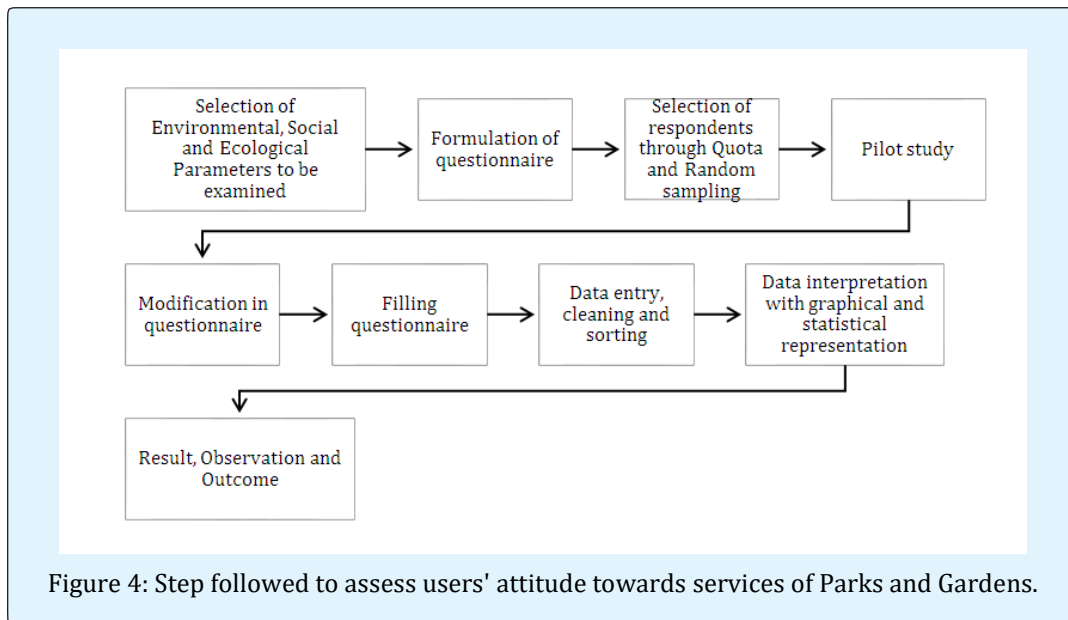 Selection of
Environmental, Social
and Ecological
Parameters to be
examined
Formulation of
questionnaire
Selection of
respondents
through Quota
and Random
sampling
Pilot study
Modification in
questionnaire
Filling
questionnaire
Data entry,
cleaning and
sorting
Data interpretation
with graphical and
statistical
representation
Result, Observation and
Outcome
Figure 4: Step followed to assess users' attitude towards services of Parks and Gardens.